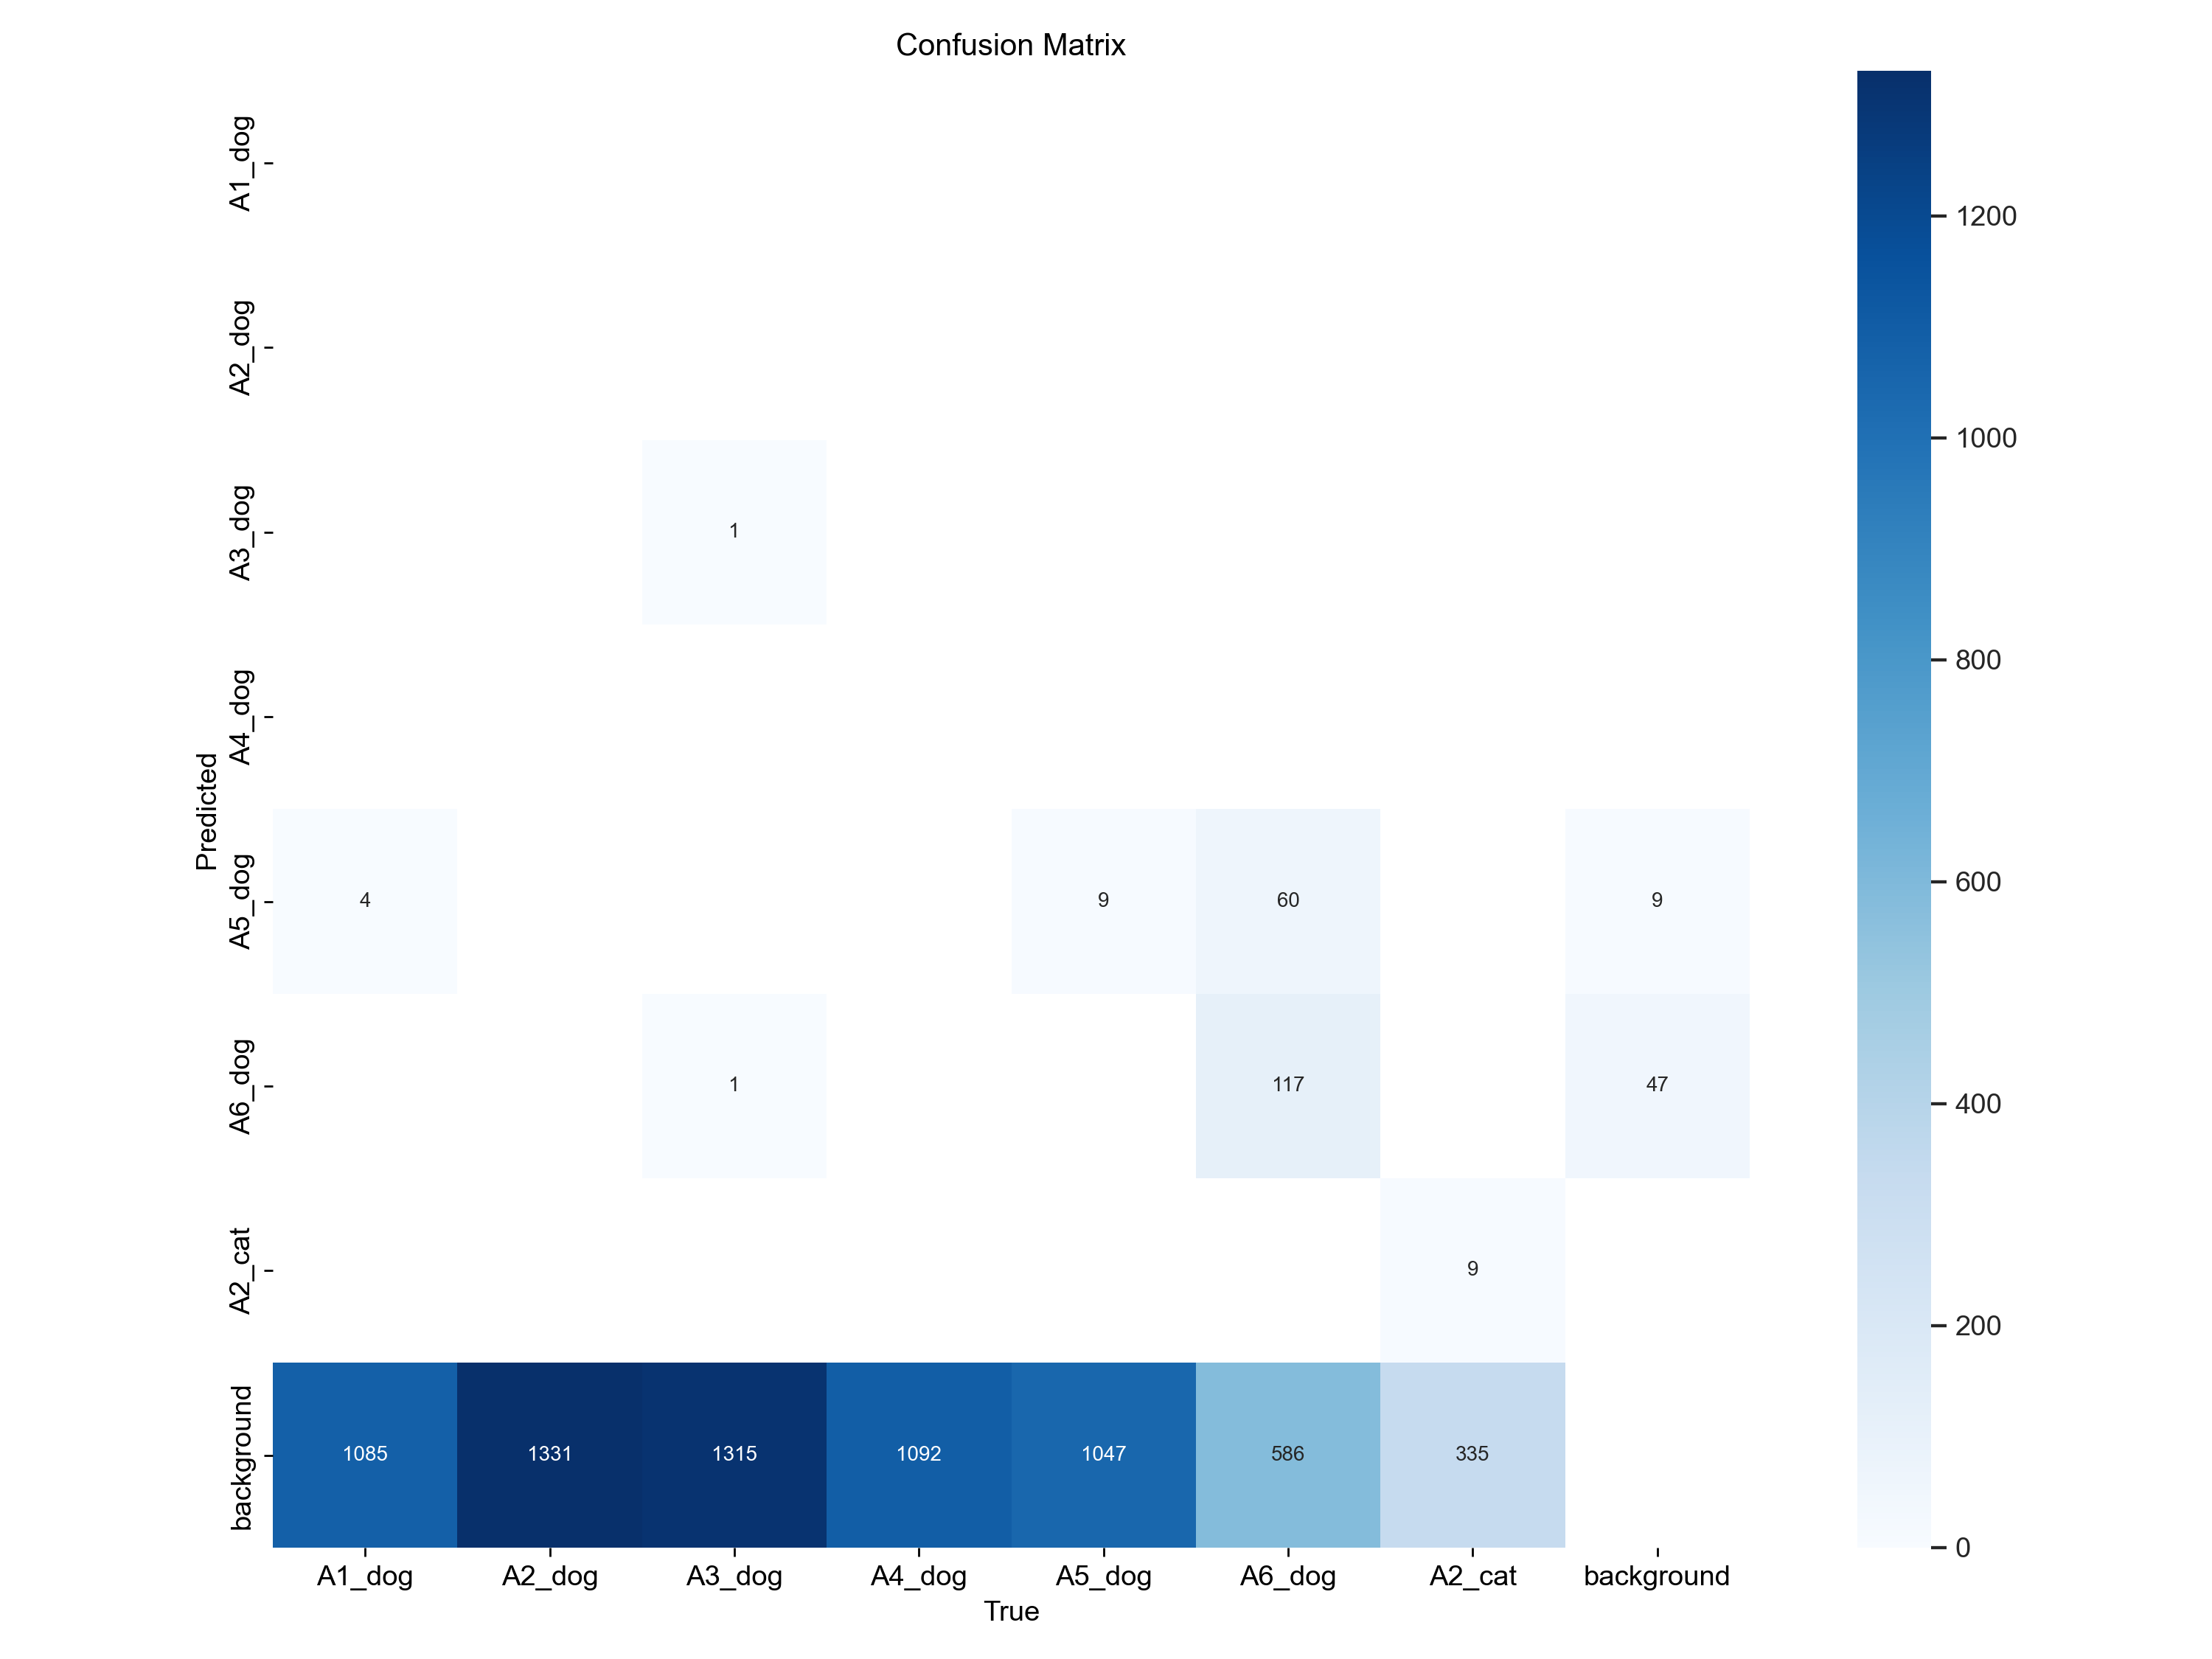 Confusion Matrix
A1_dog
A2_dog
A3_dog
A4_dog
A5_dog
A6_dog
A2_cat
background
Predicted
1
4 9 60 9
1 117 47
9
1085 1331 1315 1092 1047 586 335
A1_dog A2_dog A3_dog A4_dog A5_dog A6_dog A2_cat background
True
1200
1000
800
600
400
200
0